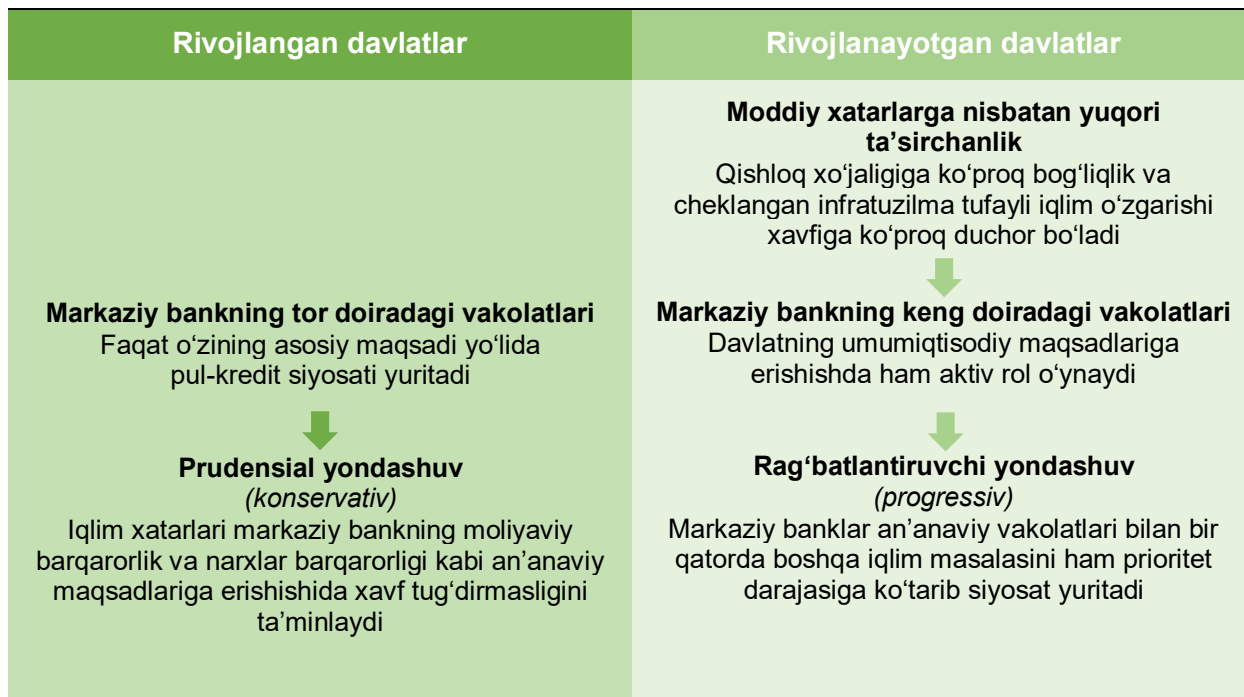 Rivojlangan davlatlar
Markaziy bankning tor doiradagi vakolatlari
Faqat o‘zining asosiy maqsadi yo‘lida
pul-kredit siyosati yuritadi
Prudensial yondashuv
(konservativ)
Iqlim xatarlari markaziy bankning moliyaviy
barqarorlik va narxlar barqarorligi kabi an’anaviy
maqsadlariga erishishida xavf tug‘dirmasligini
ta’minlaydi
Rivojlanayotgan davlatlar
Moddiy xatarlarga nisbatan yuqori
ta’sirchanlik
Qishloq xo‘jaligiga ko‘proq bog‘liqlik va
cheklangan infratuzilma tufayli iqlim o‘zgarishi
xavfiga ko‘proq duchor bo‘ladi
Markaziy bankning keng doiradagi vakolatlari
Davlatning umumiqtisodiy maqsadlariga
erishishda ham aktiv rol o‘ynaydi
Rag‘batlantiruvchi yondashuv
(progressiv)
Markaziy banklar an’anaviy vakolatlari bilan bir
qatorda boshqa iqlim masalasini ham prioritet
darajasiga ko‘tarib siyosat yuritadi